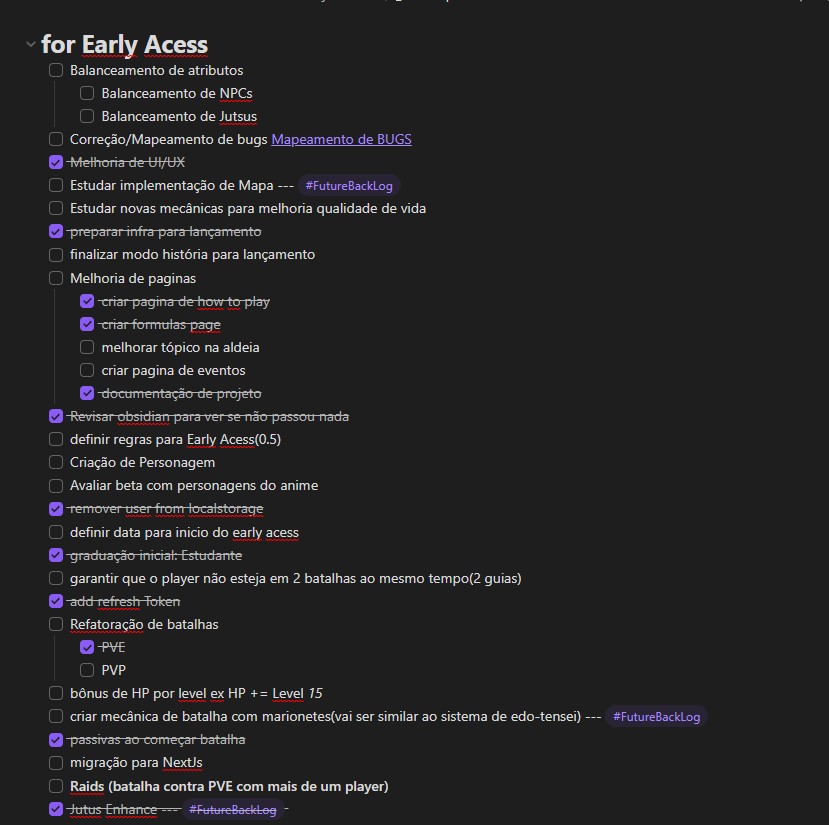 for Early Acess
Balanceamento de atributos
Balanceamento de NPCs
Balanceamento de Jutsus
Correção/Mapeamento de bugs Mapeamento de BUGS
Melhoria de UI/UX
Estudar implementação de Mapa --- #FutureBackLog
Estudar novas mecânicas para melhoria qualidade de vida
preparar infra para lançamento
finalizar modo história para lançamento
Melhoria de paginas
criar pagina de how to play
criar formulas page
melhorar tópico na aldeia
criar pagina de eventos
documentação de projeto
Revisar obsidian para ver se não passou nada
definir regras para Early Acess(0.5)
Criação de Personagem
Avaliar beta com personagens do anime
remover user from localstorage
definir data para inicio do early acess
graduação inicial: Estudante
garantir que o player não esteja em 2 batalhas ao mesmo tempo(2 guias)
add refresh Token
Refatoração de batalhas
PVE
PVP
bônus de HP por level ex HP += Level 15
criar mecânica de batalha com marionetes(vai ser similar ao sistema de edo-tensei) --- #FutureBackLog
passivas ao começar batalha
migração para NextJs
Raids (batalha contra PVE com mais de um player)
Jutus Enhance --- #FutureBackLog -